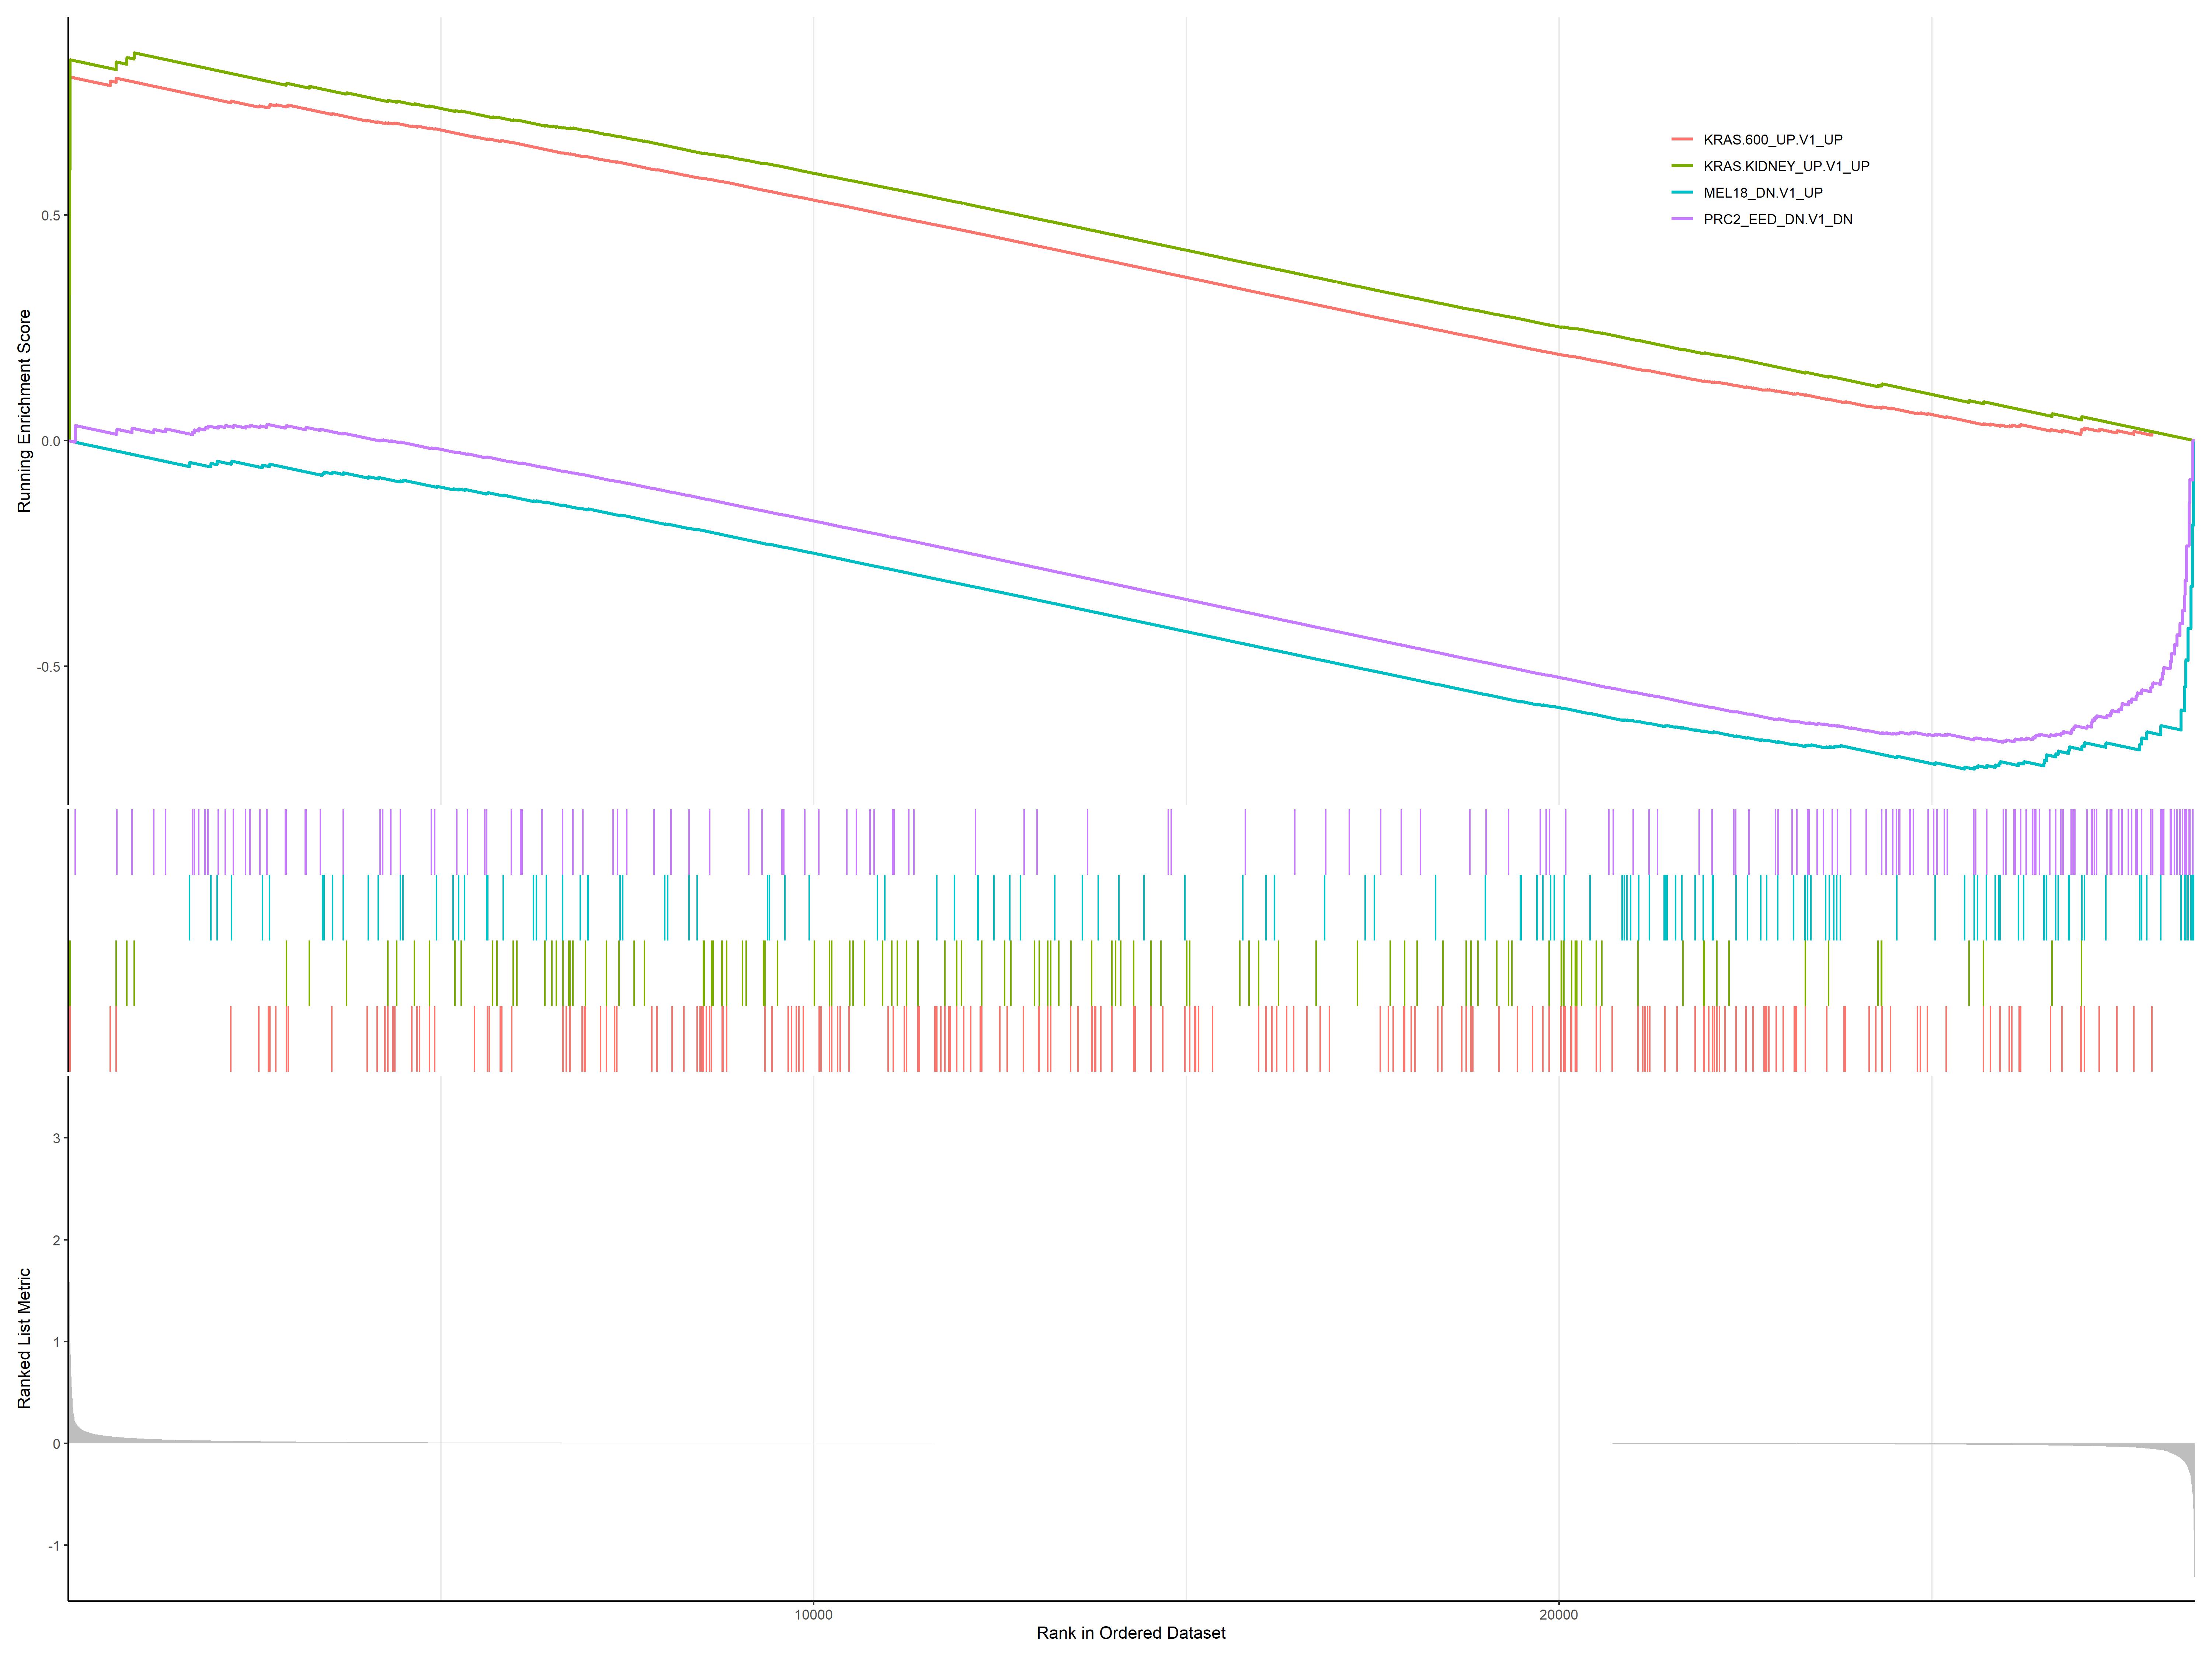 Running Enrichment Score
0.5
0.0
-0.5
KRAS.600_UP.V1_UP
KRAS.KIDNEY_UP.V1_UP
MEL18_DN.V1_UP
PRC2_EED_DN.V1_DN
Ranked List Metric
3
2
1
0
-1
10000
20000
Rank in Ordered Dataset